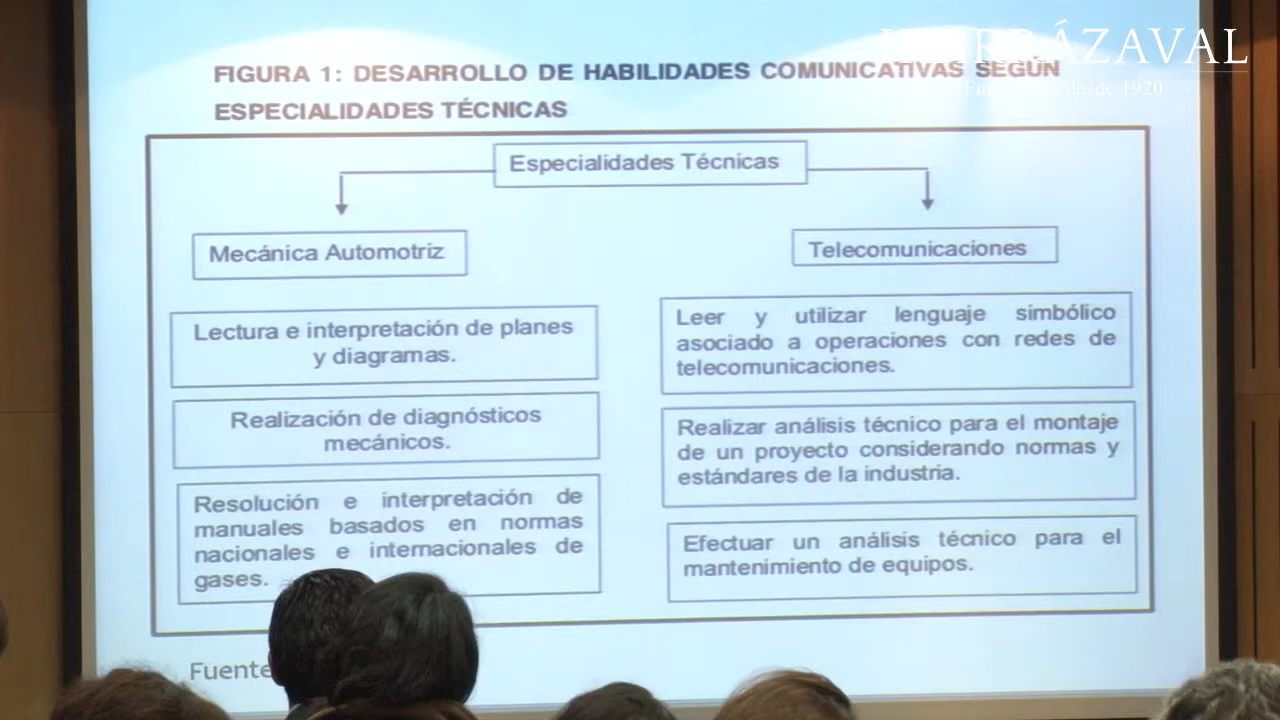 ÁZAVAL
desde 1920
FIGURA 1: DESARROLLO DE HABILIDADES COMUNICATIVAS SEGÚN
ESPECIALIDADES TÉCNICAS
Especialidades Técnicas
Mecánica Automotriz
Lectura e interpretación de planes
y diagramas.
Realización de diagnósticos
mecánicos.
Resolución e interpretación de
manuales basados en normas
nacionales e internacionales de
gases.
Telecomunicaciones
Leer y utilizar lenguaje simbólico
asociado a operaciones con redes de
telecomunicaciones.
Realizar análisis técnico para el montaje
de un proyecto considerando normas y
estándares de la industria.
Efectuar un análisis técnico para el
mantenimiento de equipos.
Fuente